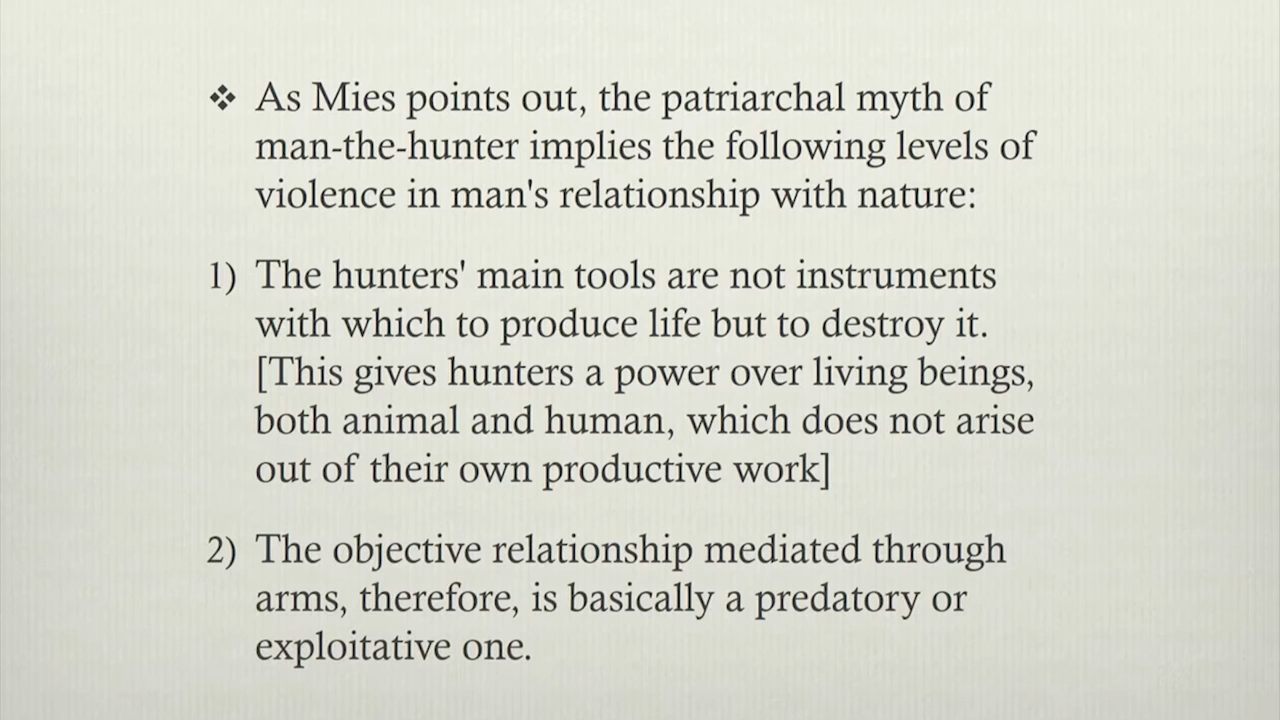 ❖ As Mies points out, the patriarchal myth of
man-the-hunter implies the following levels of
violence in man's relationship with nature:
1) The hunters' main tools are not instruments
with which to produce life but to destroy it.
[This gives hunters a power over living beings,
both animal and human, which does not arise
out of their own productive work]
2) The objective relationship mediated through
arms, therefore, is basically a predatory or
exploitative one.